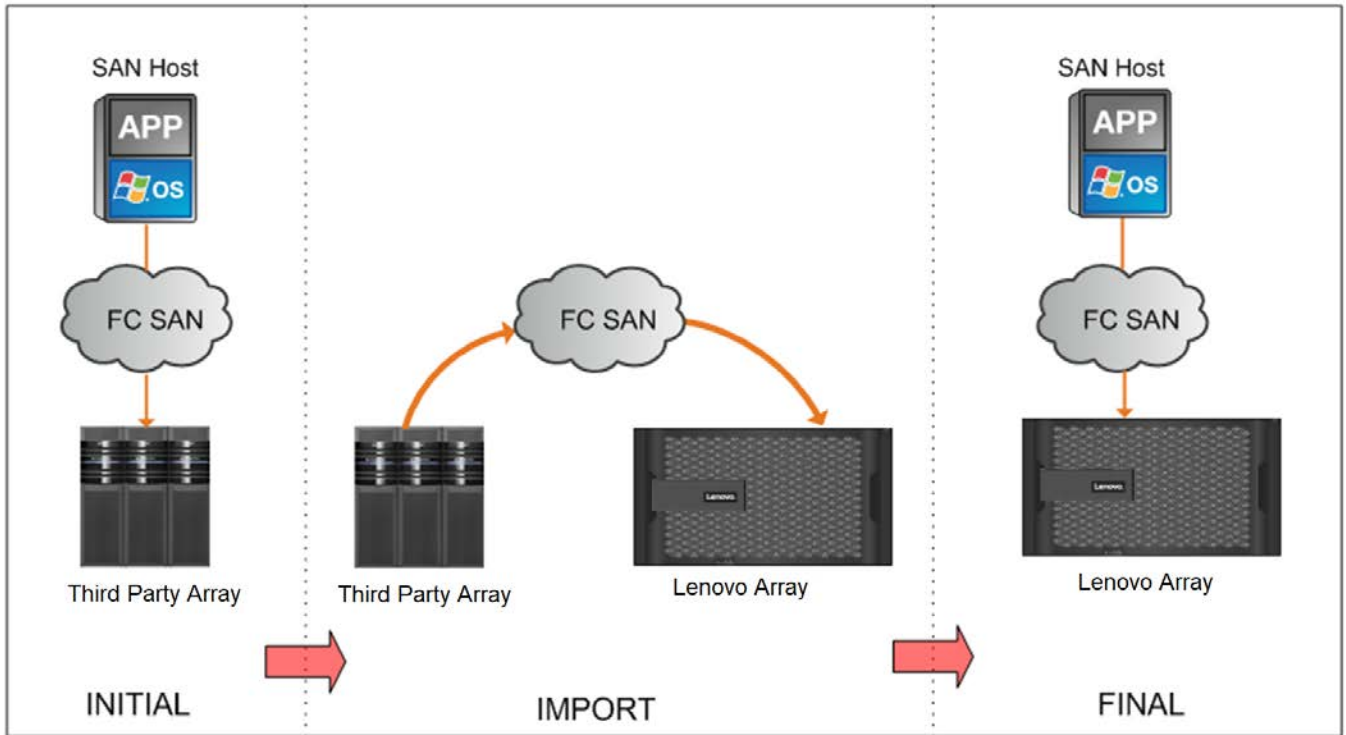 SAN Host
APP
OS
FC SAN
Third Party Array
INITIAL
FC SAN
Third Party Array
Lenovo
Lenovo Array
IMPORT
SAN Host
APP
OS
FC SAN
Lenovo
Lenovo Array
FINAL